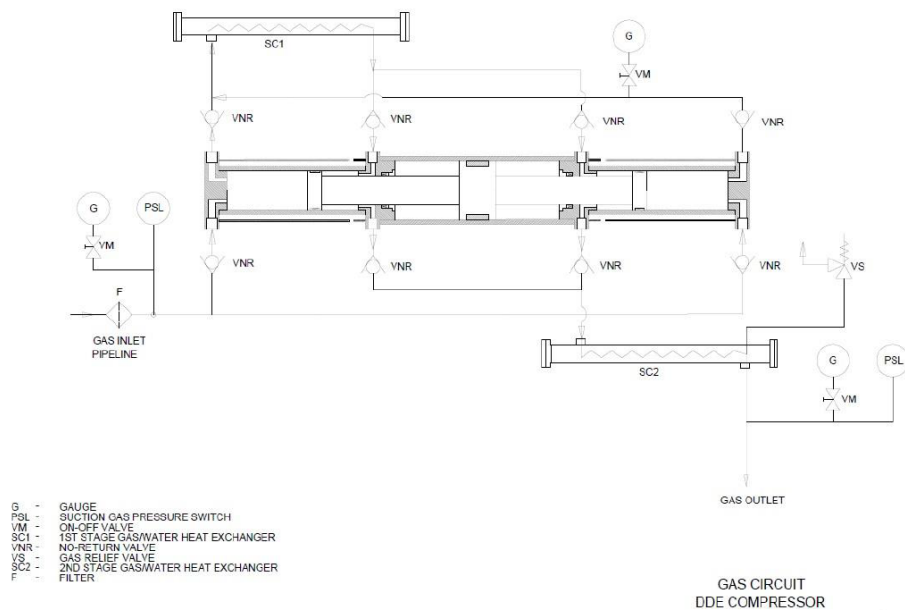 SC1
G
VM
VNR
VNR
VNR
VNR
G
PSL
VM
VNR
VNR
VNR
VNR
VS
F
GAS INLET
PIPELINE
SC2
G
PSL
VM
GAS OUTLET
G - GAUGE
PSL - SUCTION GAS PRESSURE SWITCH
VM - ON-OFF VALVE
SC1 - 1ST STAGE GAS/WATER HEAT EXCHANGER
VNR - NO-RETURN VALVE
VS - GAS RELIEF VALVE
SC2 - 2ND STAGE GAS/WATER HEAT EXCHANGER
F - FILTER
GAS CIRCUIT
DDE COMPRESSOR